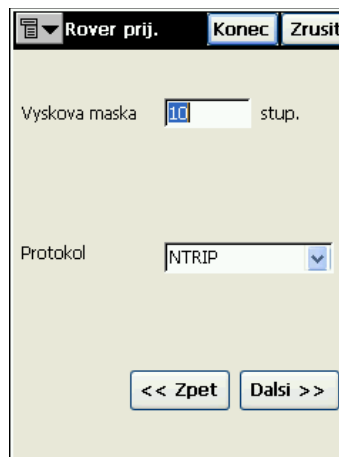 Rover prij. Konec Zrusit
Vyskova maska 10 stup.
Protokol NTRIP
<< Zpet Dalsi >>